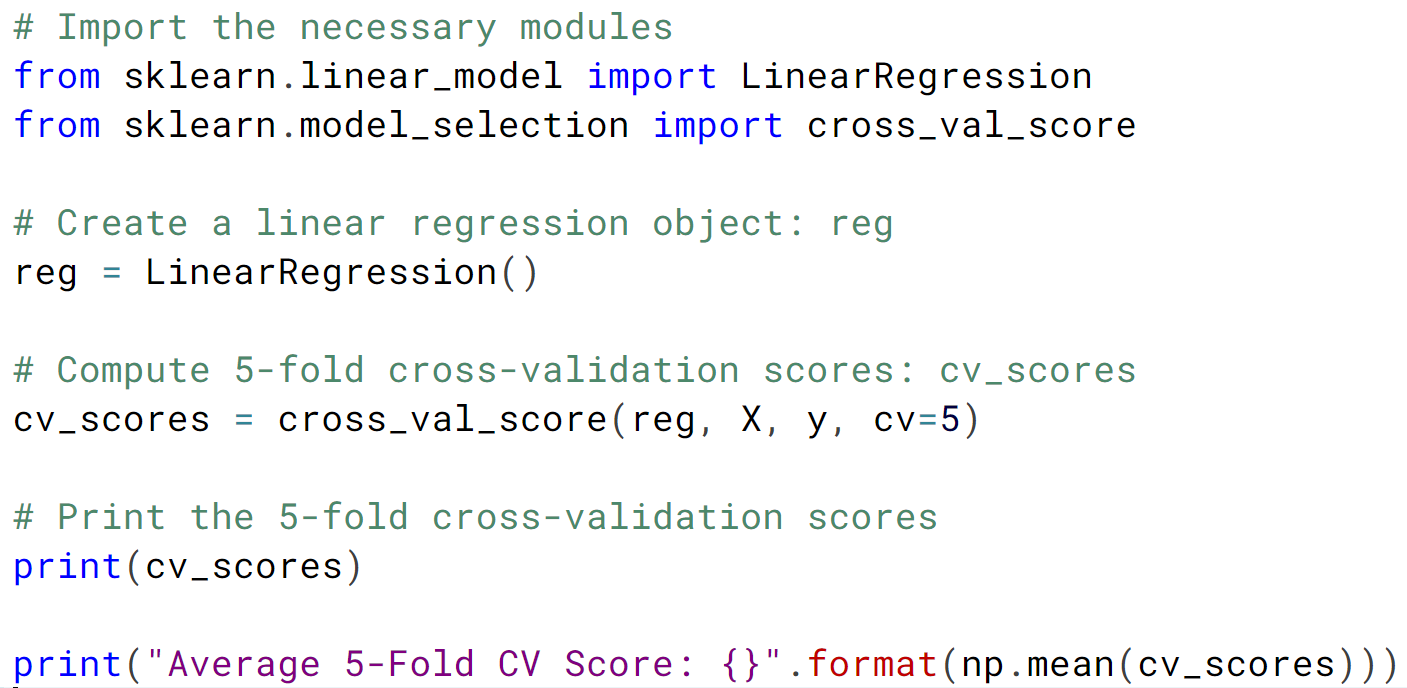 # Import the necessary modules
from sklearn.linear_model import LinearRegression
from sklearn.model_selection import cross_val_score
# Create a linear regression object: reg
reg = LinearRegression()
# Compute 5-fold cross-validation scores: cv_scores
cv_scores = cross_val_score(reg, X, y, cv=5)
# Print the 5-fold cross-validation scores
print(cv_scores)
print("Average 5-Fold CV Score: {}".format(np.mean(cv_scores)))